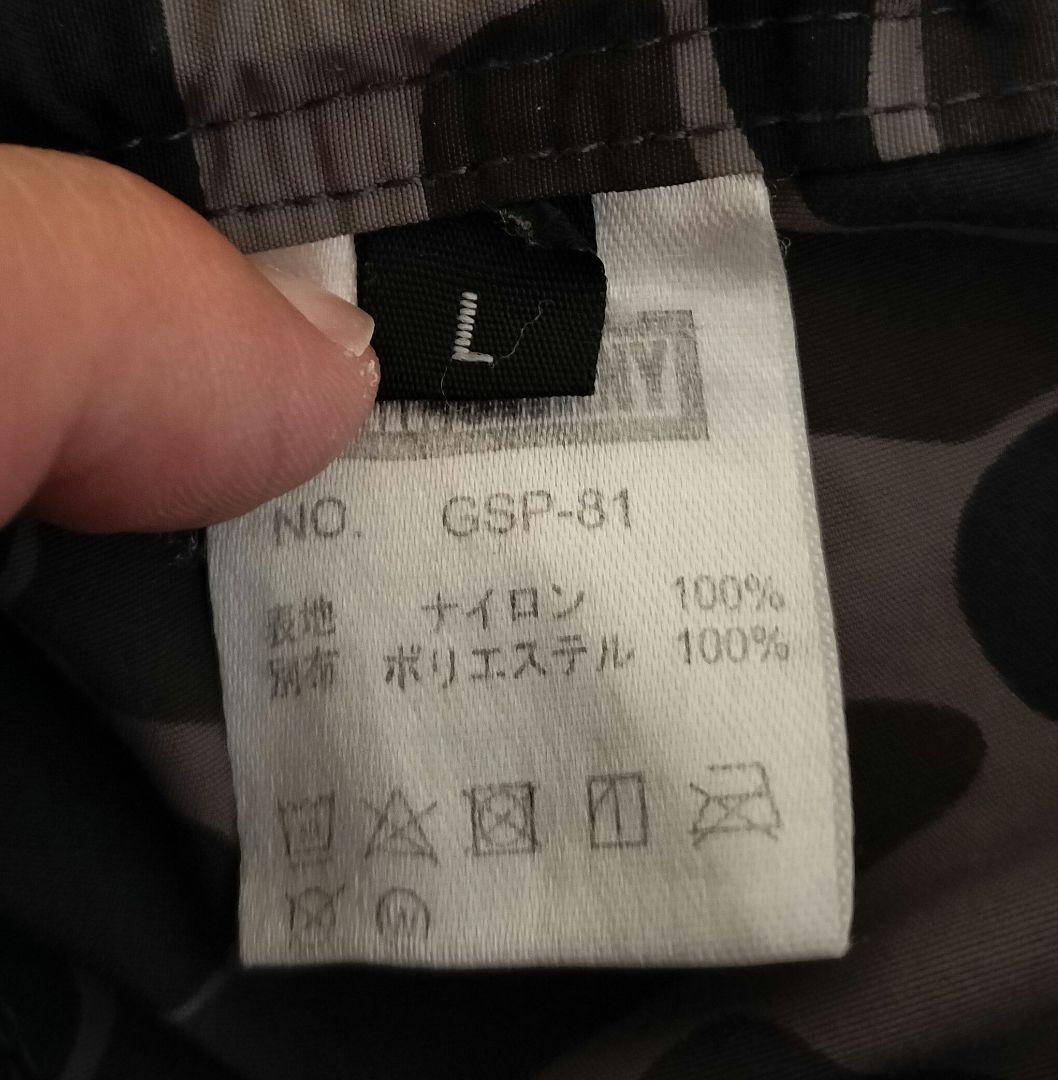 L
NO. GSP-81
表地 ナイロン 100%
別布 ポリエステル 100%
W